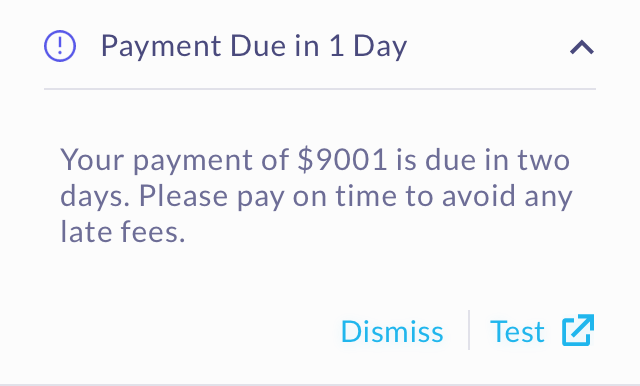 Payment Due in 1 Day
Your payment of $9001 is due in two
days. Please pay on time to avoid any
late fees.
Dismiss
Test